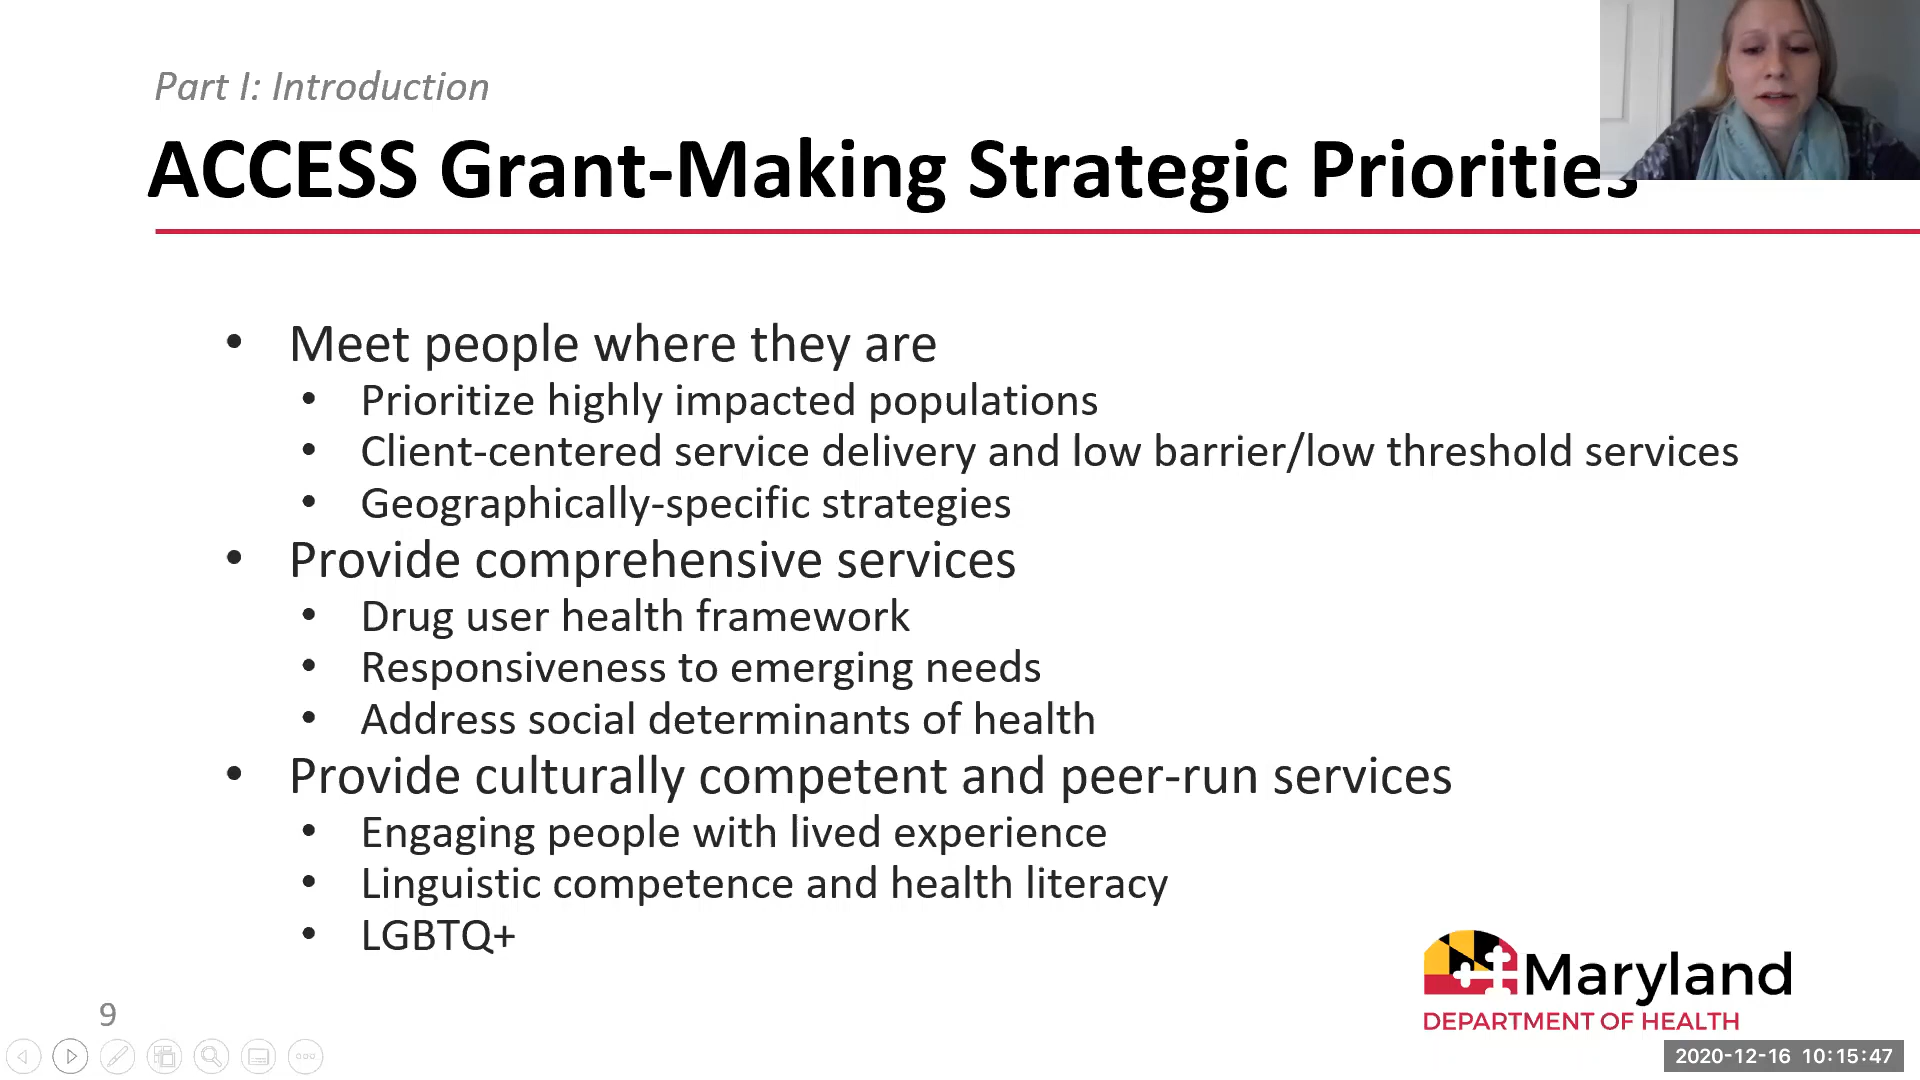 Part I: Introduction
ACCESS Grant-Making Strategic Priorities
• Meet people where they are
• Prioritize highly impacted populations
• Client-centered service delivery and low barrier/low threshold services
• Geographically-specific strategies
• Provide comprehensive services
• Drug user health framework
• Responsiveness to emerging needs
• Address social determinants of health
• Provide culturally competent and peer-run services
• Engaging people with lived experience
• Linguistic competence and health literacy
• LGBTQ+
Maryland
DEPARTMENT OF HEALTH
9
2020-12-16 10:15:47